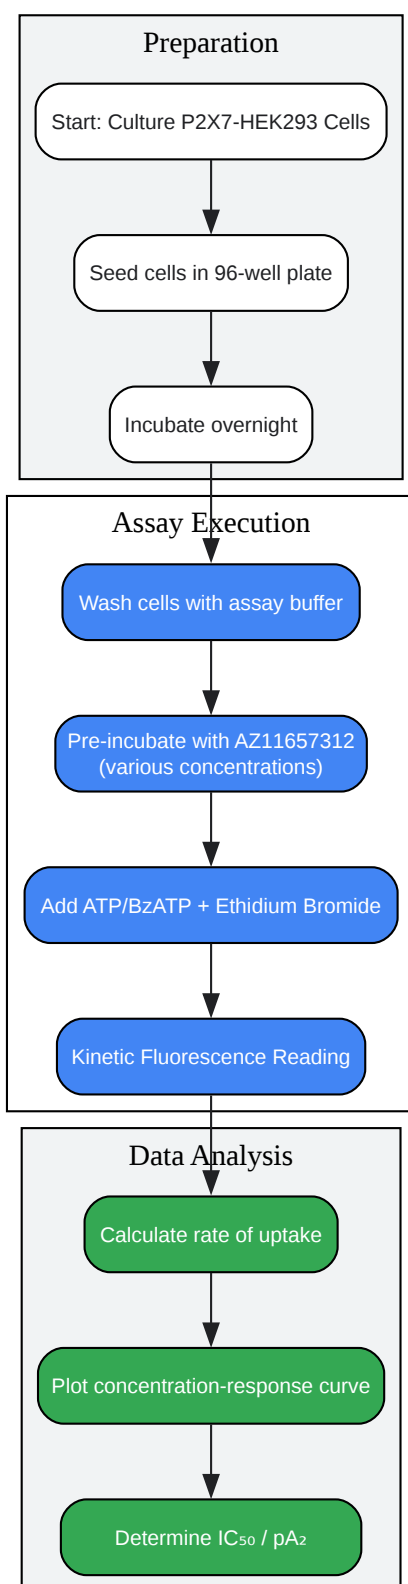 Preparation
Start: Culture P2X7-HEK293 Cells
Seed cells in 96-well plate
Incubate overnight
Assay Execution
Wash cells with assay buffer
Pre-incubate with AZ11657312
(various concentrations)
Add ATP/BzATP + Ethidium Bromide
Kinetic Fluorescence Reading
Data Analysis
Calculate rate of uptake
Plot concentration-response curve
Determine IC₅₀ / pA₂